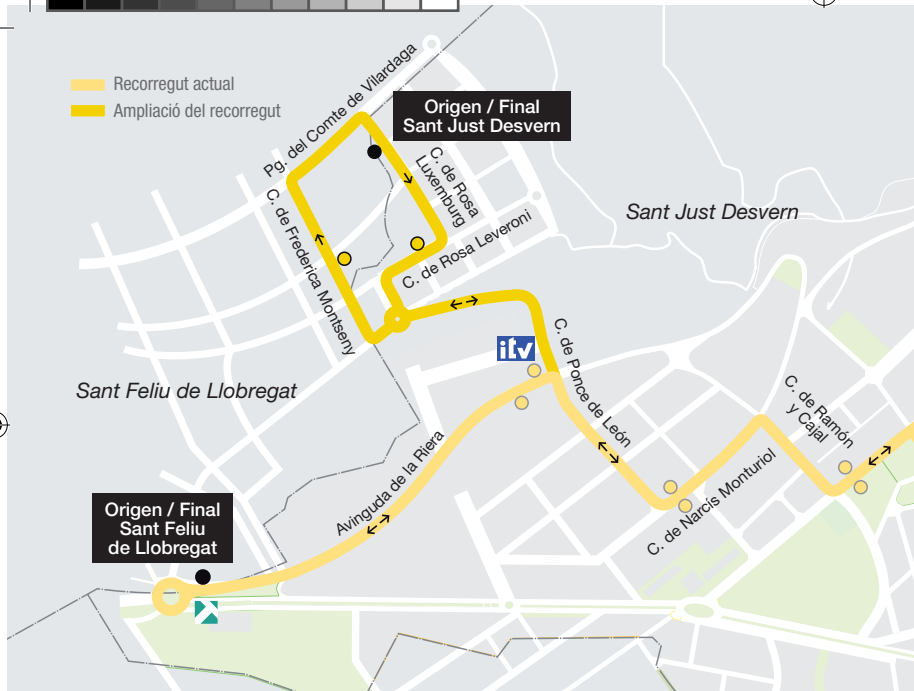 Recorregut actual
Ampliació del recorregut
Pg. del Comte de Vilardaga
Origen / Final
Sant Just Desvern
C. de Rosa
Luxemburg
C. de Rosa Leveroni
Sant Just Desvern
C. de Frederica Montseny
itv
C. de Ponce de León
Sant Feliu de Llobregat
C. de Ramón
y Cajal
Avinguda de la Riera
C. de Narcís Monturiol
Origen / Final
Sant Feliu
de Llobregat